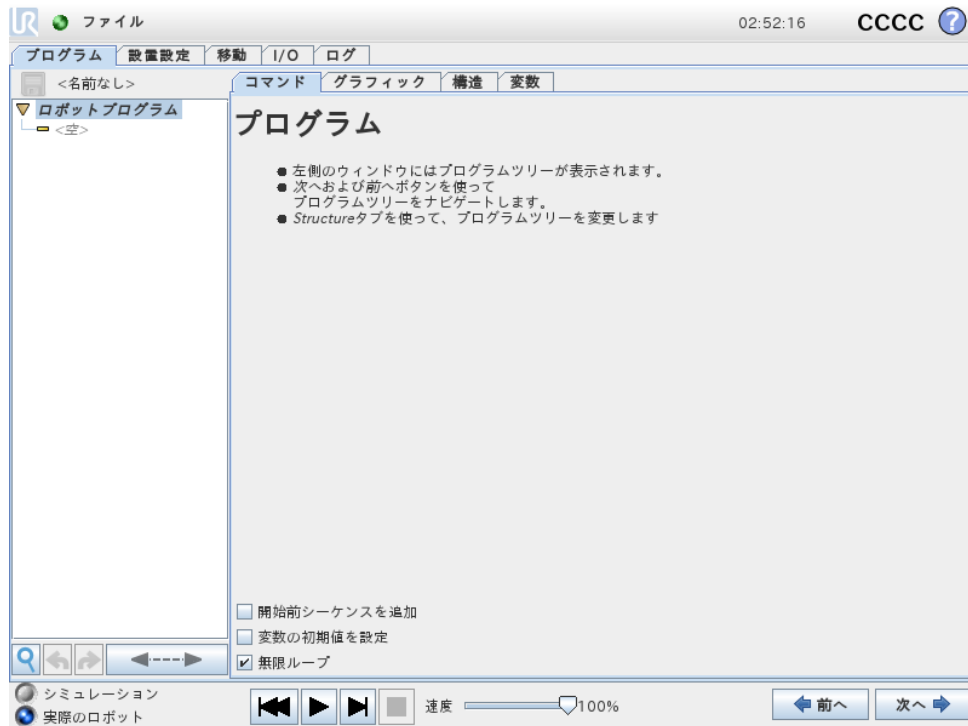 UR ファイル 02:52:16 CCCC ?
プログラム 設置設定 移動 I/O ログ
<名前なし>
コマンド グラフィック 構造 変数
ロボットプログラム
<空>
プログラム
左側のウィンドウにはプログラムツリーが表示されます。
次へおよび前へボタンを使って
プログラムツリーをナビゲートします。
Structureタブを使って、プログラムツリーを変更します
開始前シーケンスを追加
変数の初期値を設定
無限ループ
シミュレーション
実際のロボット
速度 100%
前へ 次へ